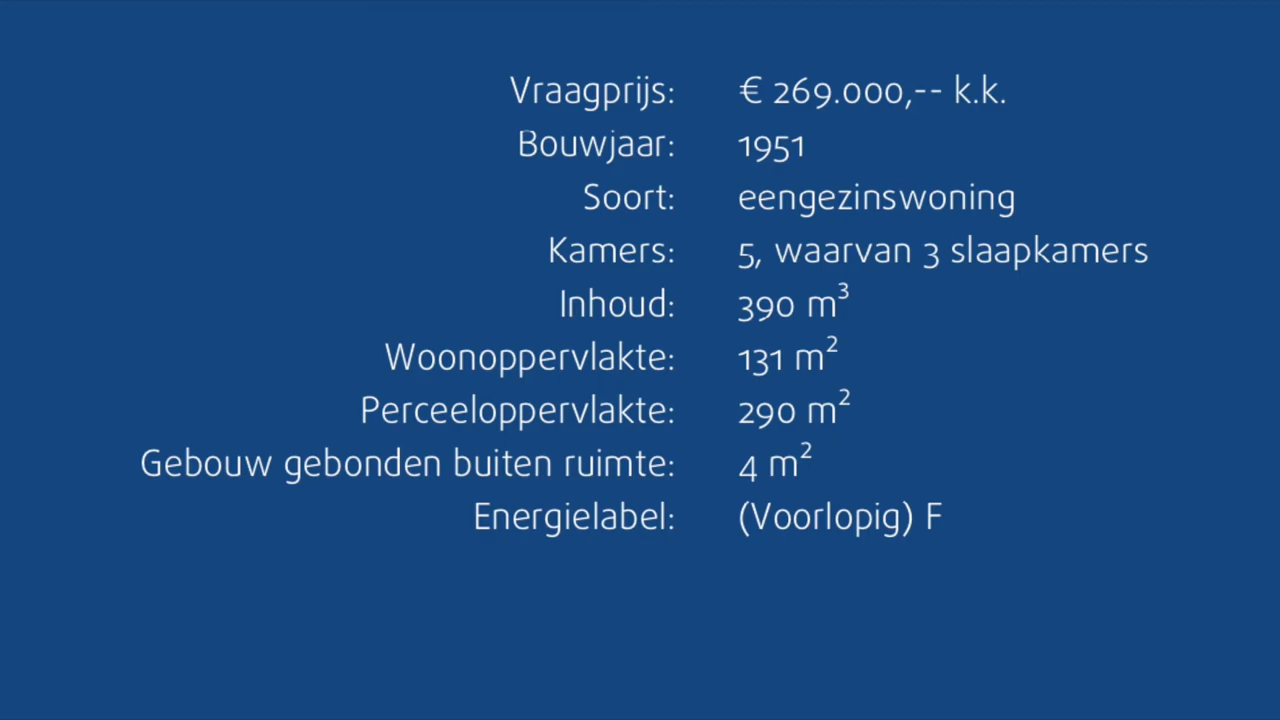 Vraagprijs: € 269.000,-- k.k.
Bouwjaar: 1951
Soort: eengezinswoning
Kamers: 5, waarvan 3 slaapkamers
Inhoud: 390 m³
Woonoppervlakte: 131 m²
Perceeloppervlakte: 290 m²
Gebouw gebonden buiten ruimte: 4 m²
Energielabel: (Voorlopig) F